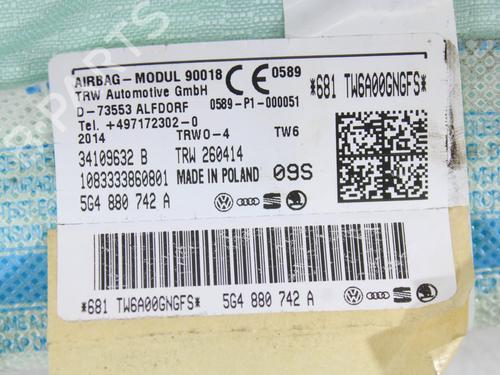 AIRBAG-MODUL 90018 CE 0589
TRW Automotive GmbH 0589-P1-000051
D-73553 ALFDORF
Tel. +497172302-0
2014 TRWO-4 TW6
34109632 B TRW 260414
1083333860801 MADE IN POLAND 09S
5G4 880 742 A
*681 TW6A00GNGFS*
*681 TW6A00GNGFS* 5G4 880 742 A